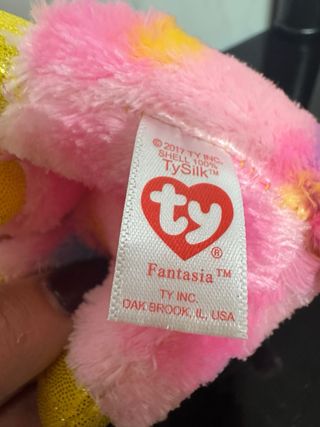 © 2017 TY INC.
SHELL 100%
TySilk™
ty®
Fantasia™
TY INC.
OAK BROOK, IL, USA